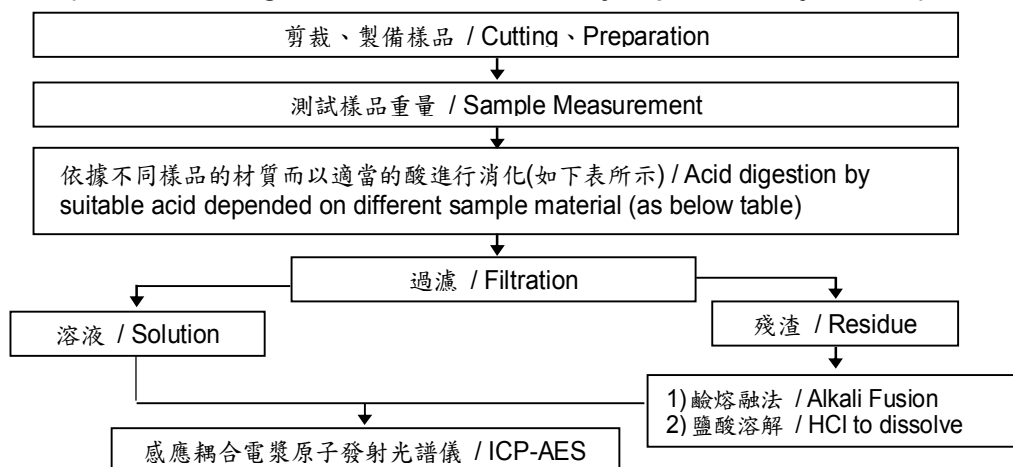 剪裁、製備樣品 / Cutting、Preparation
測試樣品重量 / Sample Measurement
依據不同樣品的材質而以適當的酸進行消化(如下表所示) / Acid digestion by
suitable acid depended on different sample material (as below table)
過濾 / Filtration
溶液 / Solution
殘渣 / Residue
1) 鹼熔融法 / Alkali Fusion
2) 鹽酸溶解 / HCl to dissolve
感應耦合電漿原子發射光譜儀 / ICP-AES